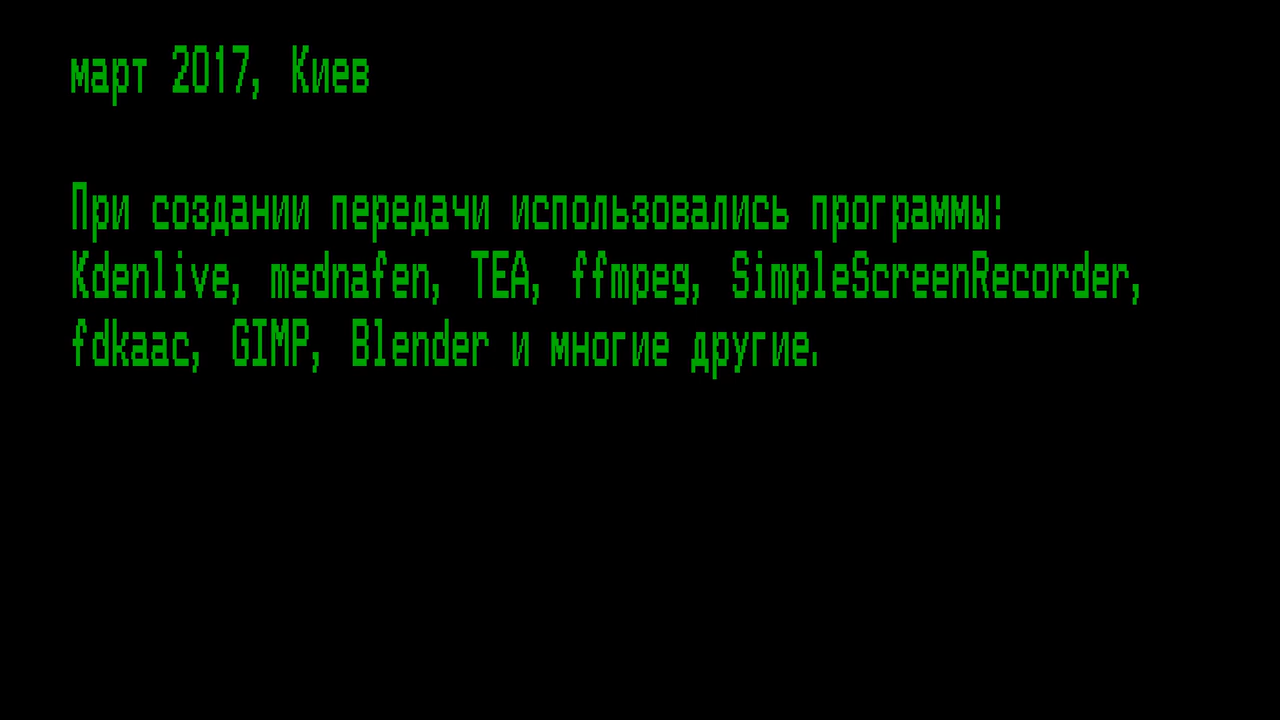 март 2017, Киев
При создании передачи использовались программы:
Kdenlive, mednafen, TEA, ffmpeg, SimpleScreenRecorder,
fdkaac, GIMP, Blender и многие другие.